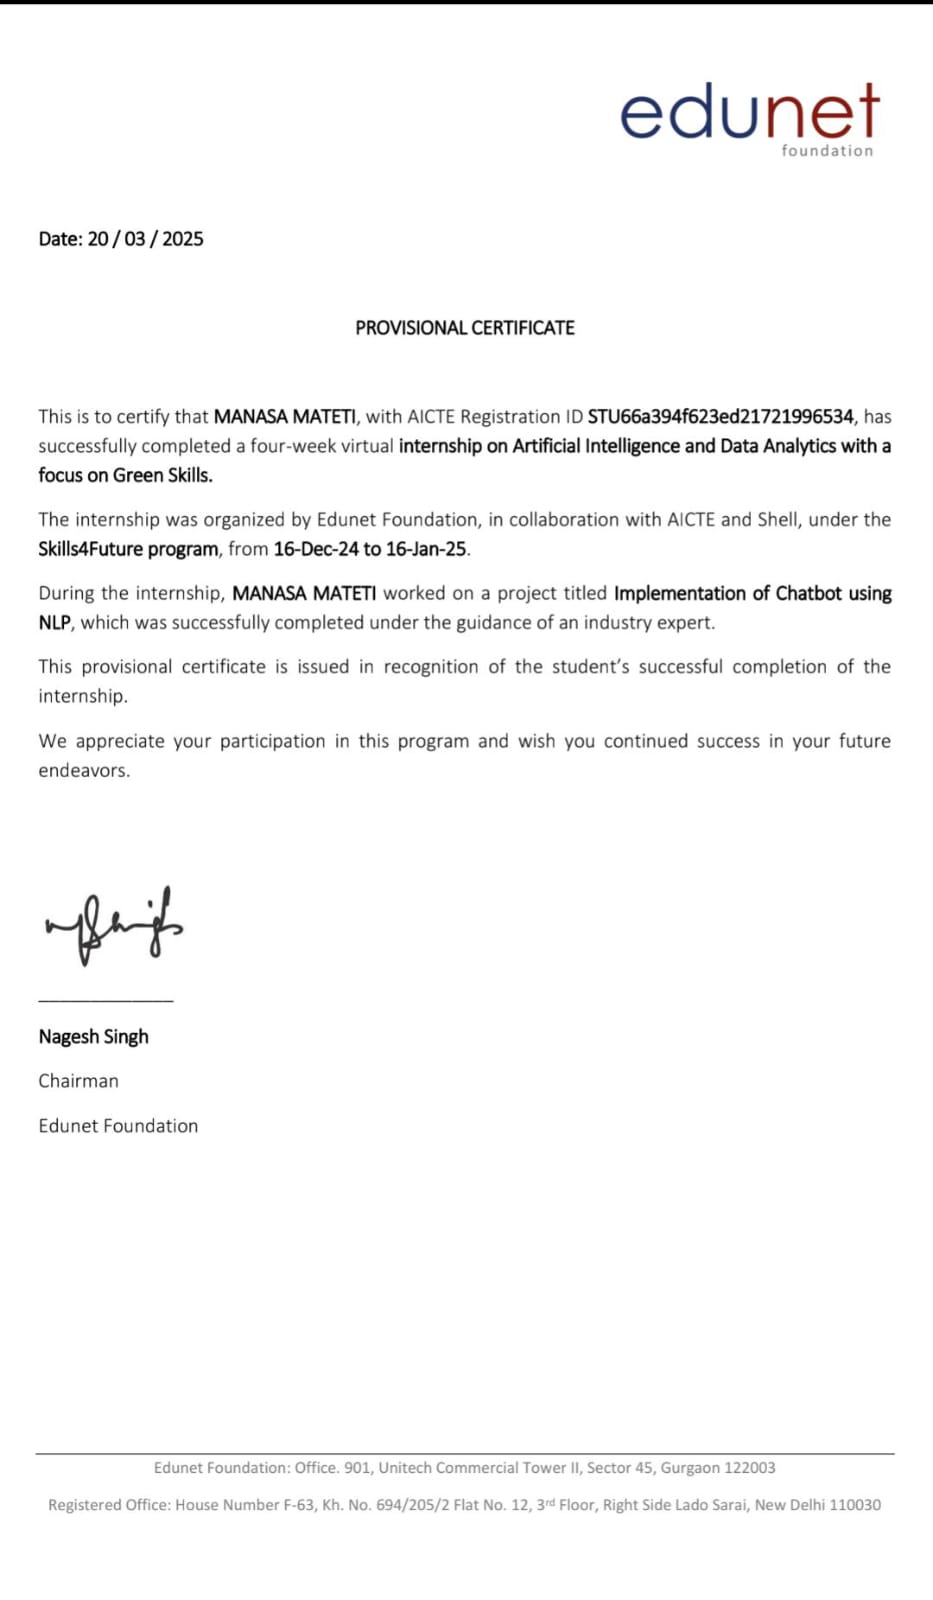 edunet
foundation
Date: 20 / 03 / 2025
PROVISIONAL CERTIFICATE
This is to certify that MANASA MATETI, with AICTE Registration ID STU66a394f623ed21721996534, has
successfully completed a four-week virtual internship on Artificial Intelligence and Data Analytics with a
focus on Green Skills.
The internship was organized by Edunet Foundation, in collaboration with AICTE and Shell, under the
Skills4Future program, from 16-Dec-24 to 16-Jan-25.
During the internship, MANASA MATETI worked on a project titled Implementation of Chatbot using
NLP, which was successfully completed under the guidance of an industry expert.
This provisional certificate is issued in recognition of the student's successful completion of the
internship.
We appreciate your participation in this program and wish you continued success in your future
endeavors.
Nagesh Singh
Chairman
Edunet Foundation
Edunet Foundation: Office. 901, Unitech Commercial Tower II, Sector 45, Gurgaon 122003
Registered Office: House Number F-63, Kh. No. 694/205/2 Flat No. 12, 3rd Floor, Right Side Lado Sarai, New Delhi 110030